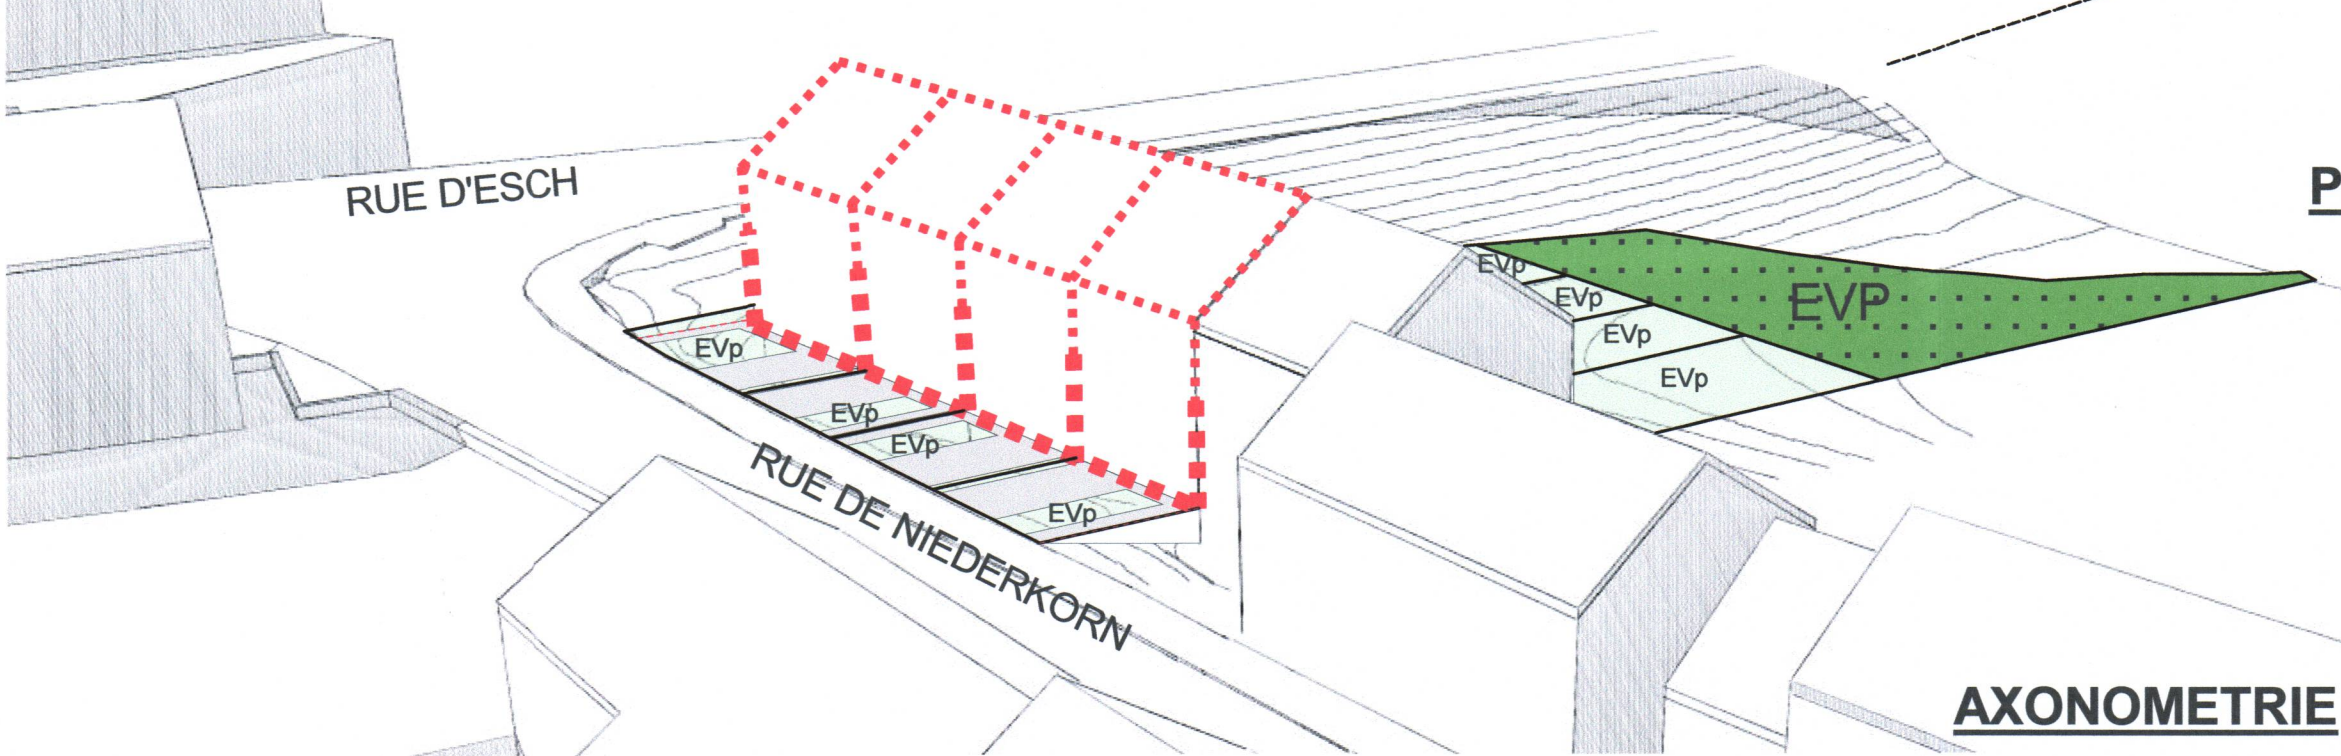 RUE D'ESCH
P
EVp
EVp
EVP
EVp
EVp
EVp
EVp
EVp
EVp
RUE DE NIEDERKORN
AXONOMETRIE